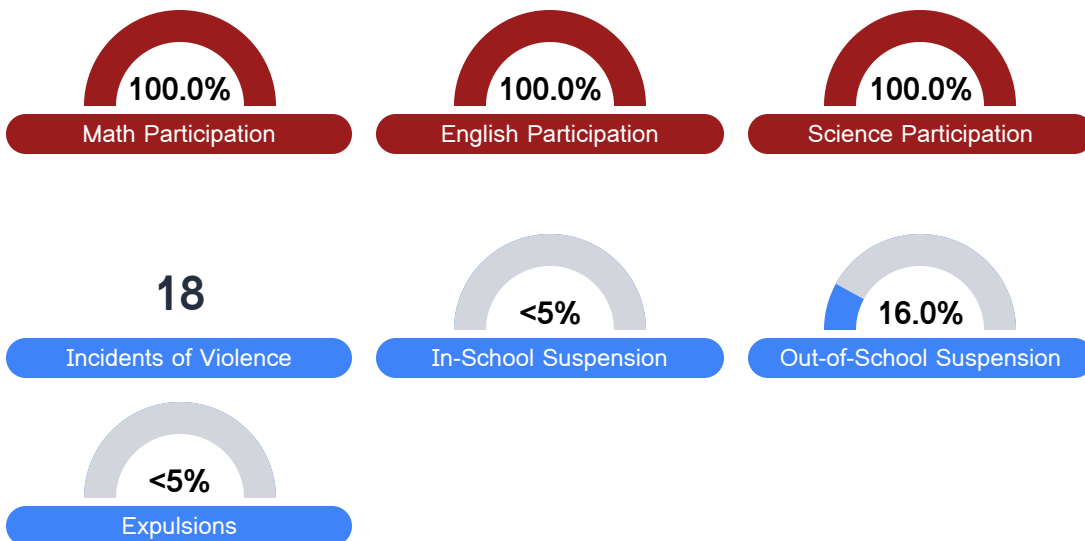 100.0%
Math Participation
100.0%
English Participation
100.0%
Science Participation
18
Incidents of Violence
<5%
In-School Suspension
16.0%
Out-of-School Suspension
<5%
Expulsions